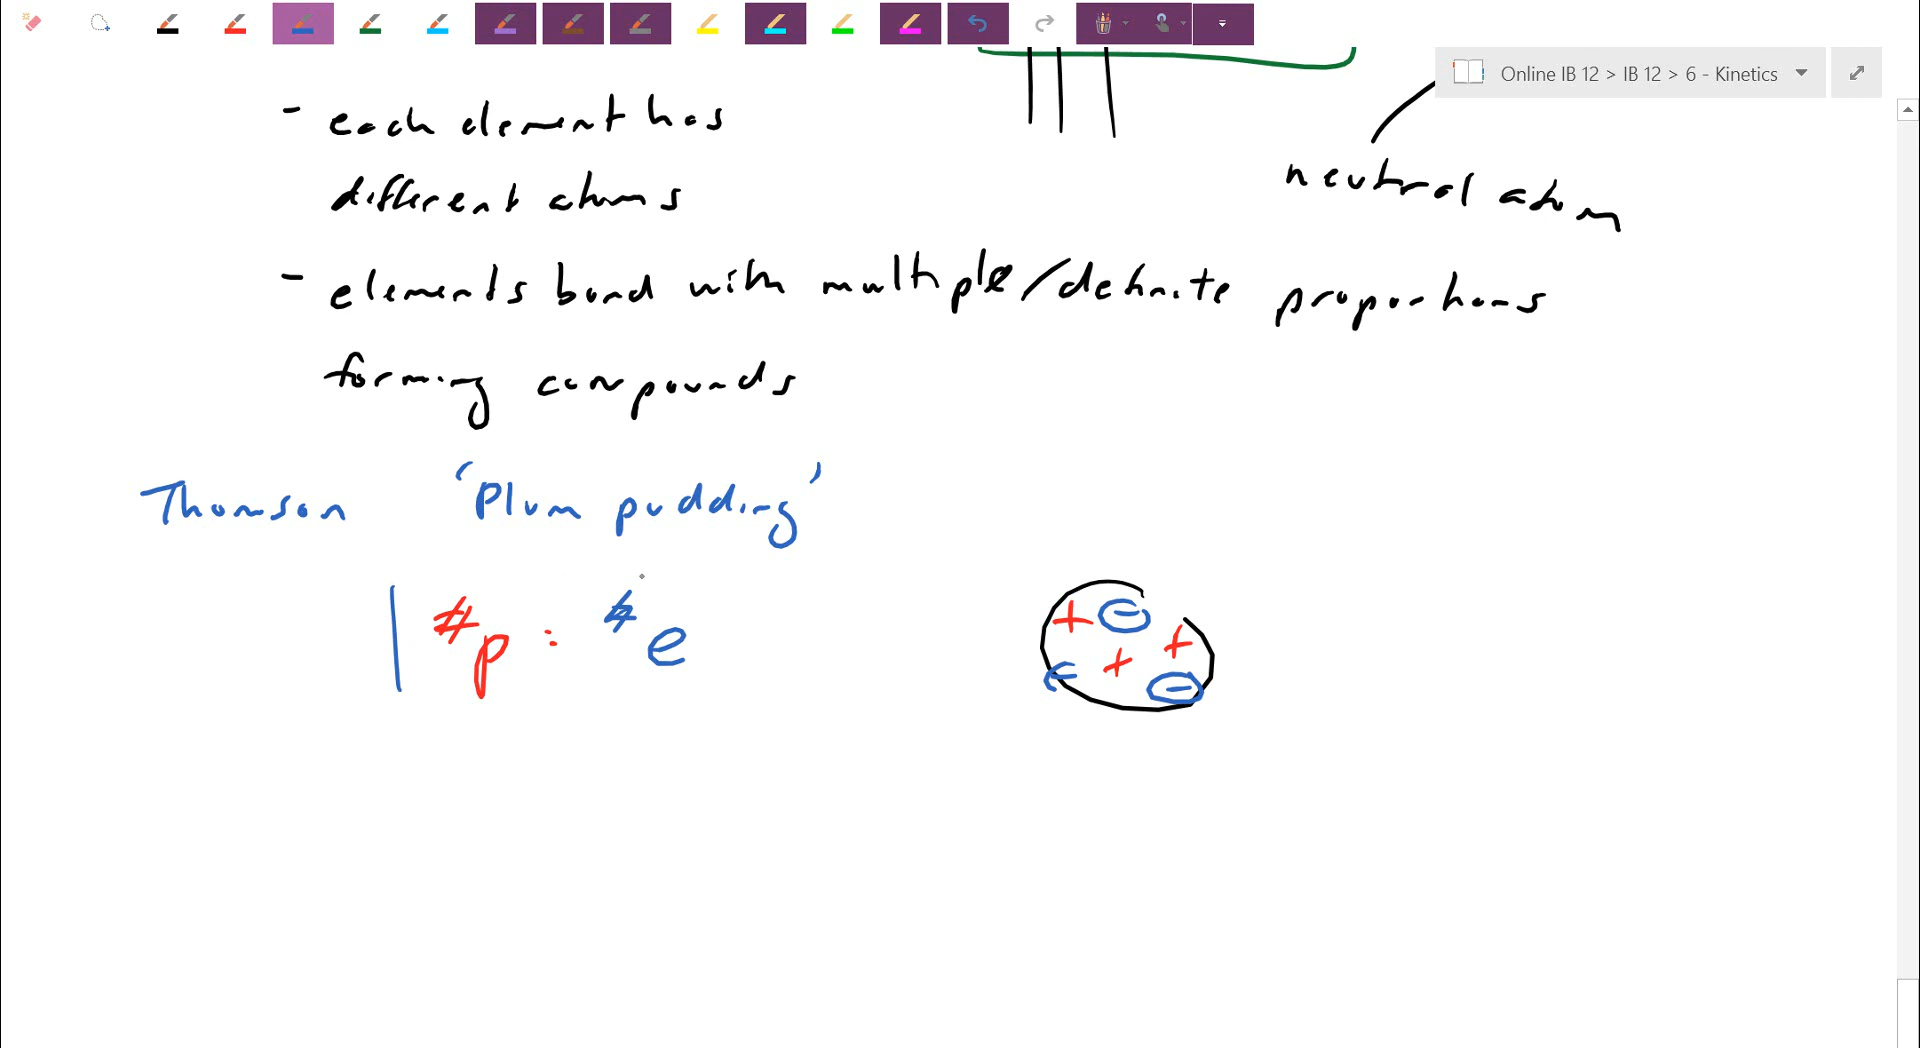 Online IB 12 > IB 12 > 6 - Kinetics
- each element has
different atoms
neutral atom
- elements bond with multiple/definite proportions
forming compounds
Thomson 'Plum pudding'
#p = #e
+ -
+
+
-